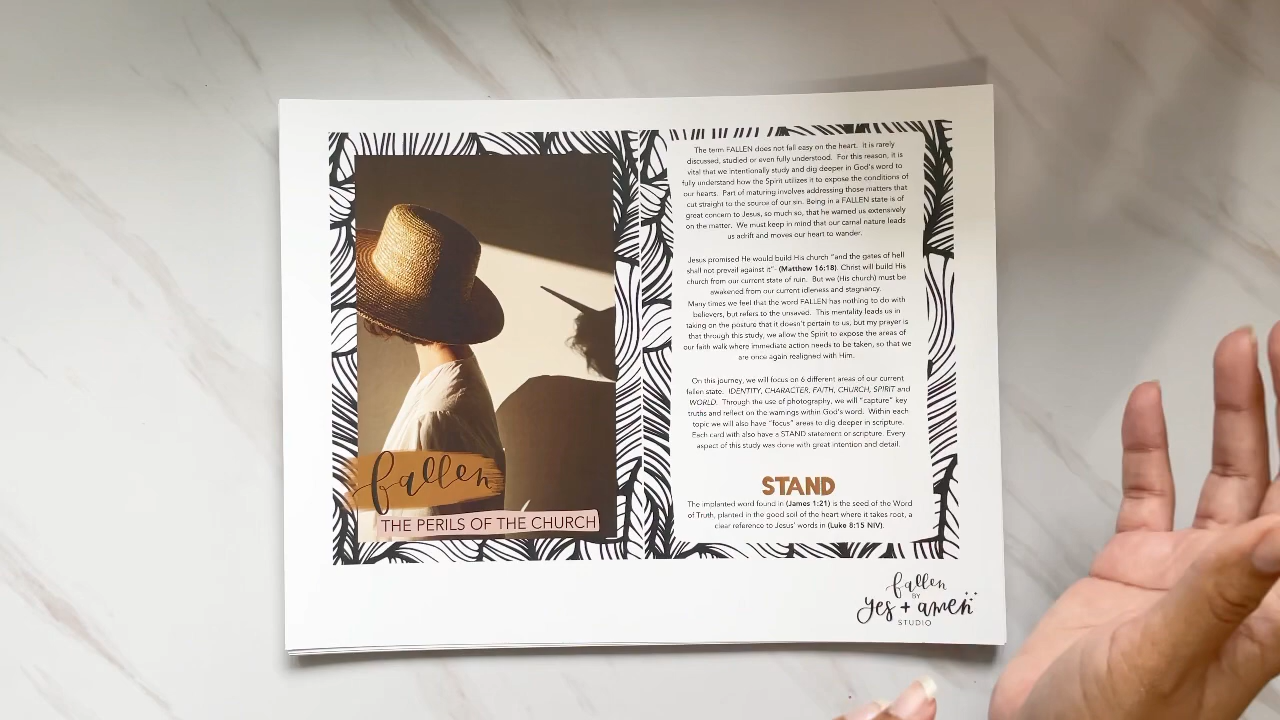 fallen
THE PERILS OF THE CHURCH
The term FALLEN does not fall easy on the heart. It is rarely
discussed, studied or even fully understood. For this reason, it is
vital that we intentionally study and dig deeper in God's word to
fully understand how the Spirit utilizes it to expose the conditions of
our hearts. Part of maturing involves addressing those matters that
cut straight to the source of our sin. Being in a FALLEN state is of
great concern to Jesus, so much so, that he warned us extensively
on the matter. We must keep in mind that our carnal nature leads
us adrift and moves our heart to wander.
Jesus promised He would build His church "and the gates of hell
shall not prevail against it"- (Matthew 16:18). Christ will build His
church from our current state of ruin. But we (His church) must be
awakened from our current idleness and stagnancy.
Many times we feel that the word FALLEN has nothing to do with
believers, but refers to the unsaved. This mentality leads us in
taking on the posture that it doesn't pertain to us, but my prayer is
that through this study, we allow the Spirit to expose the areas of
our faith walk where immediate action needs to be taken, so that we
are once again realigned with Him.
On this journey, we will focus on 6 different areas of our current
fallen state. IDENTITY, CHARACTER, FAITH, CHURCH, SPIRIT and
WORLD. Through the use of photography, we will "capture" key
truths and reflect on the warnings within God's word. Within each
topic we will also have "focus" areas to dig deeper in scripture.
Each card with also have a STAND statement or scripture. Every
aspect of this study was done with great intention and detail.
STAND
The implanted word found in (James 1:21) is the seed of the Word
of Truth, planted in the good soil of the heart where it takes root, a
clear reference to Jesus' words in (Luke 8:15 NIV).
fallen
BY
yes + amen
STUDIO